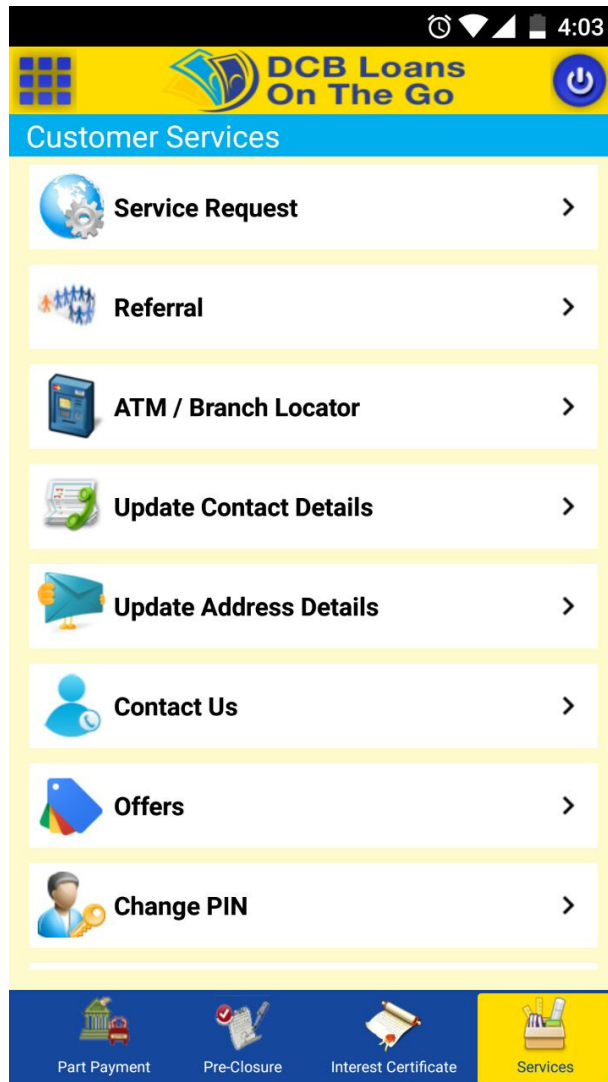 4:03
DCB Loans
On The Go
Customer Services
Service Request
Referral
ATM / Branch Locator
Update Contact Details
Update Address Details
Contact Us
Offers
Change PIN
Part Payment
Pre-Closure
Interest Certificate
Services